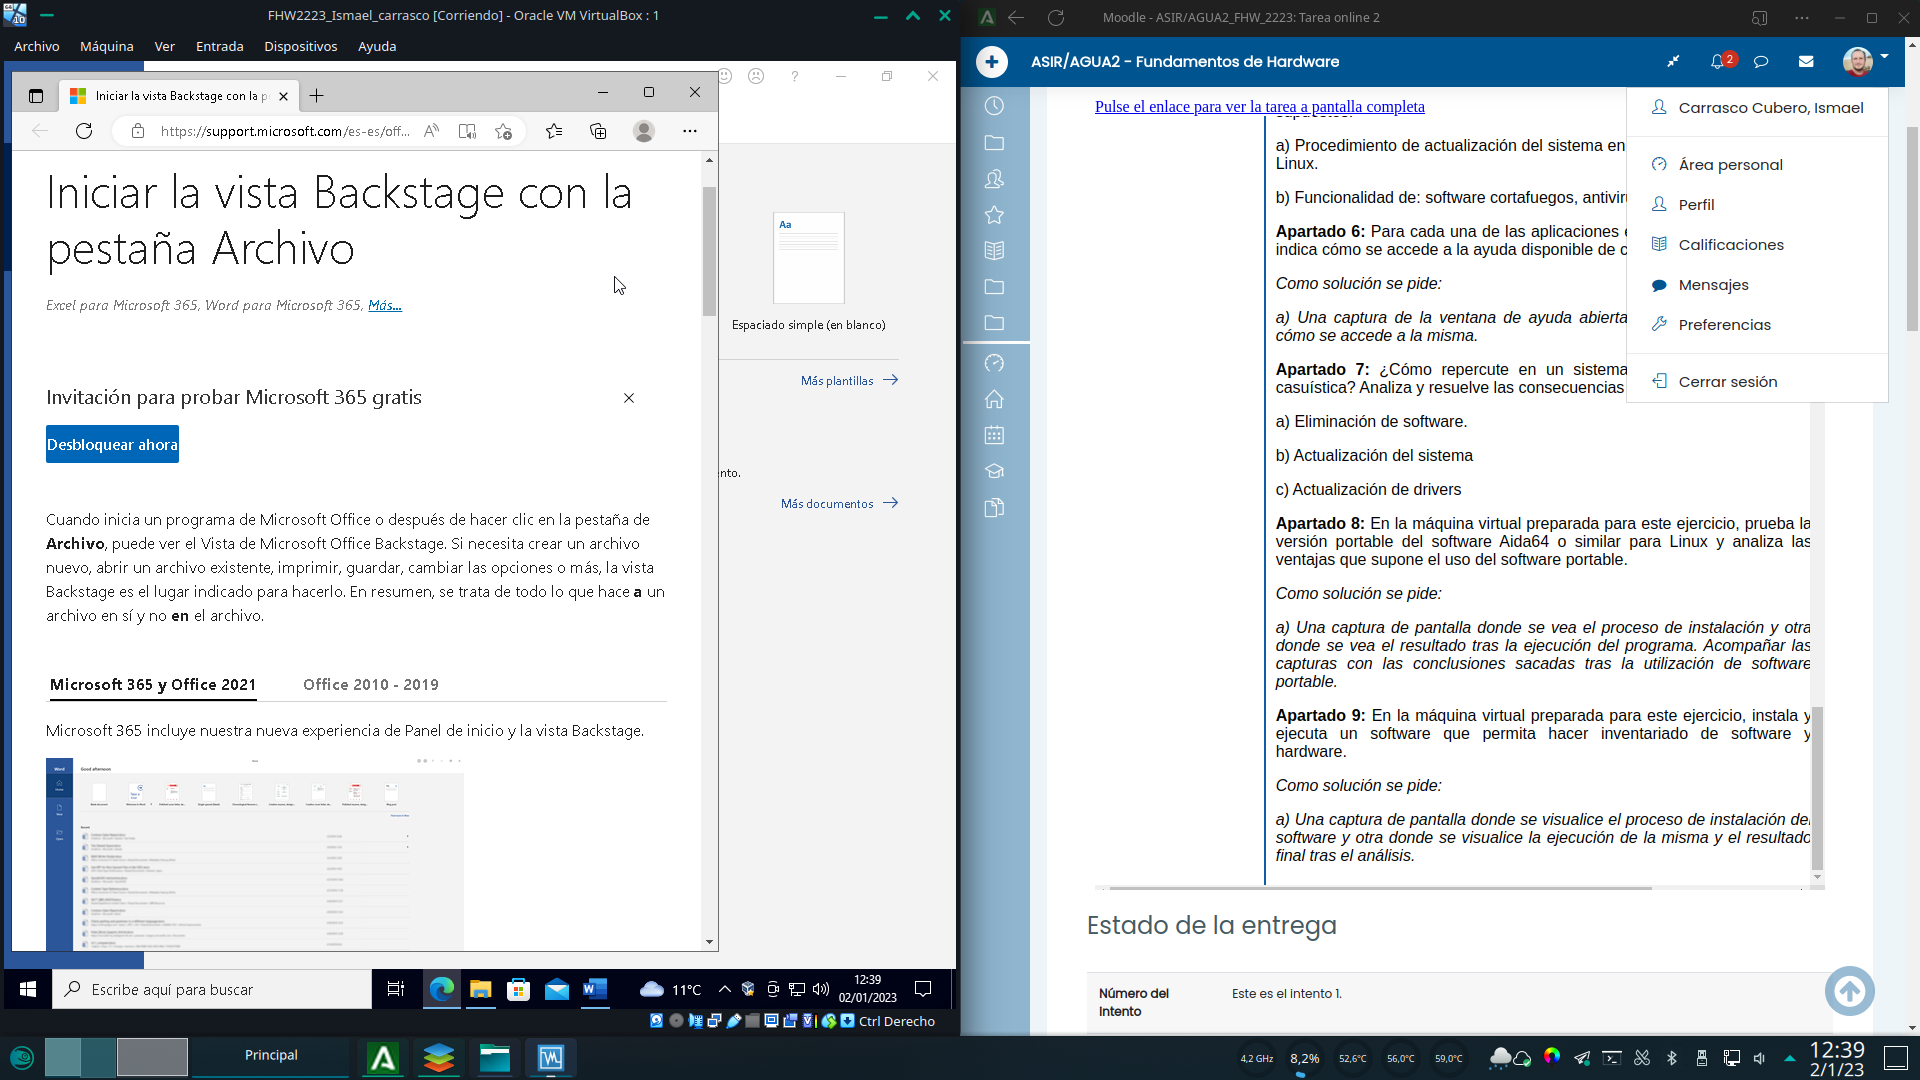 FHW2223_Ismael_carrasco [Corriendo] - Oracle VM VirtualBox : 1
Archivo Máquina Ver Entrada Dispositivos Ayuda
Iniciar la vista Backstage con la p
https://support.microsoft.com/es-es/off...
Iniciar la vista Backstage con la
pestaña Archivo
Excel para Microsoft 365, Word para Microsoft 365, Más...
Invitación para probar Microsoft 365 gratis
Desbloquear ahora
Cuando inicia un programa de Microsoft Office o después de hacer clic en la pestaña de
Archivo, puede ver el Vista de Microsoft Office Backstage. Si necesita crear un archivo
nuevo, abrir un archivo existente, imprimir, guardar, cambiar las opciones o más, la vista
Backstage es el lugar indicado para hacerlo. En resumen, se trata de todo lo que hace a un
archivo en sí y no en el archivo.
Microsoft 365 y Office 2021 Office 2010 - 2019
Microsoft 365 incluye nuestra nueva experiencia de Panel de inicio y la vista Backstage.
Word
Good afternoon
Aa
Espaciado simple (en blanco)
Más plantillas
nto.
Más documentos
Escribe aquí para buscar
11°C
12:39
02/01/2023
Ctrl Derecho
Moodle - ASIR/AGUA2_FHW_2223: Tarea online 2
ASIR/AGUA2 - Fundamentos de Hardware
2
Pulse el enlace para ver la tarea a pantalla completa
supuestos.
a) Procedimiento de actualización del sistema en
Linux.
b) Funcionalidad de: software cortafuegos, antivir
Apartado 6: Para cada una de las aplicaciones
indica cómo se accede a la ayuda disponible de
Como solución se pide:
a) Una captura de la ventana de ayuda abierta
cómo se accede a la misma.
Apartado 7: ¿Cómo repercute en un sistema
casuística? Analiza y resuelve las consecuencias
a) Eliminación de software.
b) Actualización del sistema
c) Actualización de drivers
Apartado 8: En la máquina virtual preparada para este ejercicio, prueba la
versión portable del software Aida64 o similar para Linux y analiza las
ventajas que supone el uso del software portable.
Como solución se pide:
a) Una captura de pantalla donde se vea el proceso de instalación y otra
donde se vea el resultado tras la ejecución del programa. Acompañar las
capturas con las conclusiones sacadas tras la utilización de software
portable.
Apartado 9: En la máquina virtual preparada para este ejercicio, instala y
ejecuta un software que permita hacer inventariado de software y
hardware.
Como solución se pide:
a) Una captura de pantalla donde se visualice el proceso de instalación del
software y otra donde se visualice la ejecución de la misma y el resultado
final tras el análisis.
Carrasco Cubero, Ismael
Área personal
Perfil
Calificaciones
Mensajes
Preferencias
Cerrar sesión
Estado de la entrega
Número del
Intento
Este es el intento 1.
Principal
4,2 GHz 8,2% 52,6°C 56,0°C 59,0°C
12:39
2/1/23